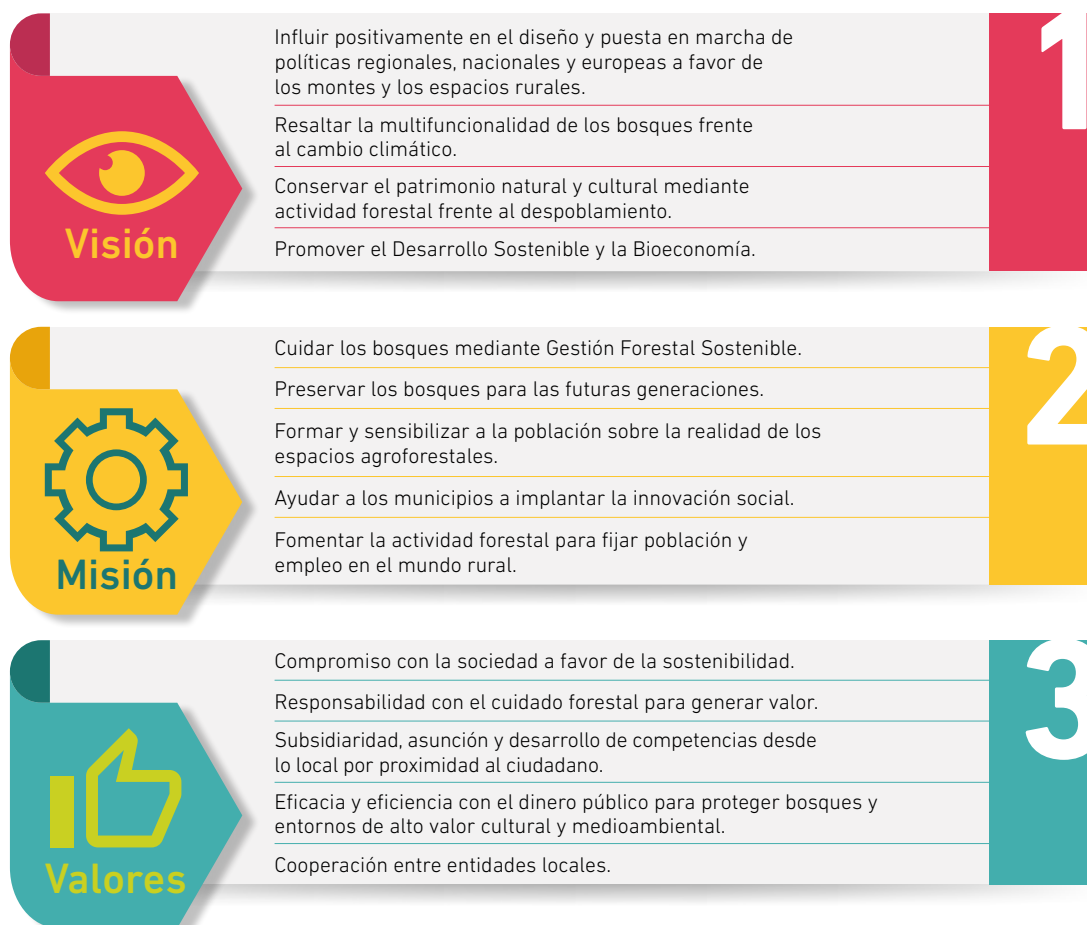 Influir positivamente en el diseño y puesta en marcha de
políticas regionales, nacionales y europeas a favor de
los montes y los espacios rurales.
Resaltar la multifuncionalidad de los bosques frente
al cambio climático.
Conservar el patrimonio natural y cultural mediante
actividad forestal frente al despoblamiento.
Promover el Desarrollo Sostenible y la Bioeconomía.
Visión
1
Cuidar los bosques mediante Gestión Forestal Sostenible.
Preservar los bosques para las futuras generaciones.
Formar y sensibilizar a la población sobre la realidad de los
espacios agroforestales.
Ayudar a los municipios a implantar la innovación social.
Fomentar la actividad forestal para fijar población y
empleo en el mundo rural.
Misión
2
Compromiso con la sociedad a favor de la sostenibilidad.
Responsabilidad con el cuidado forestal para generar valor.
Subsidiaridad, asunción y desarrollo de competencias desde
lo local por proximidad al ciudadano.
Eficacia y eficiencia con el dinero público para proteger bosques y
entornos de alto valor cultural y medioambiental.
Cooperación entre entidades locales.
Valores
3